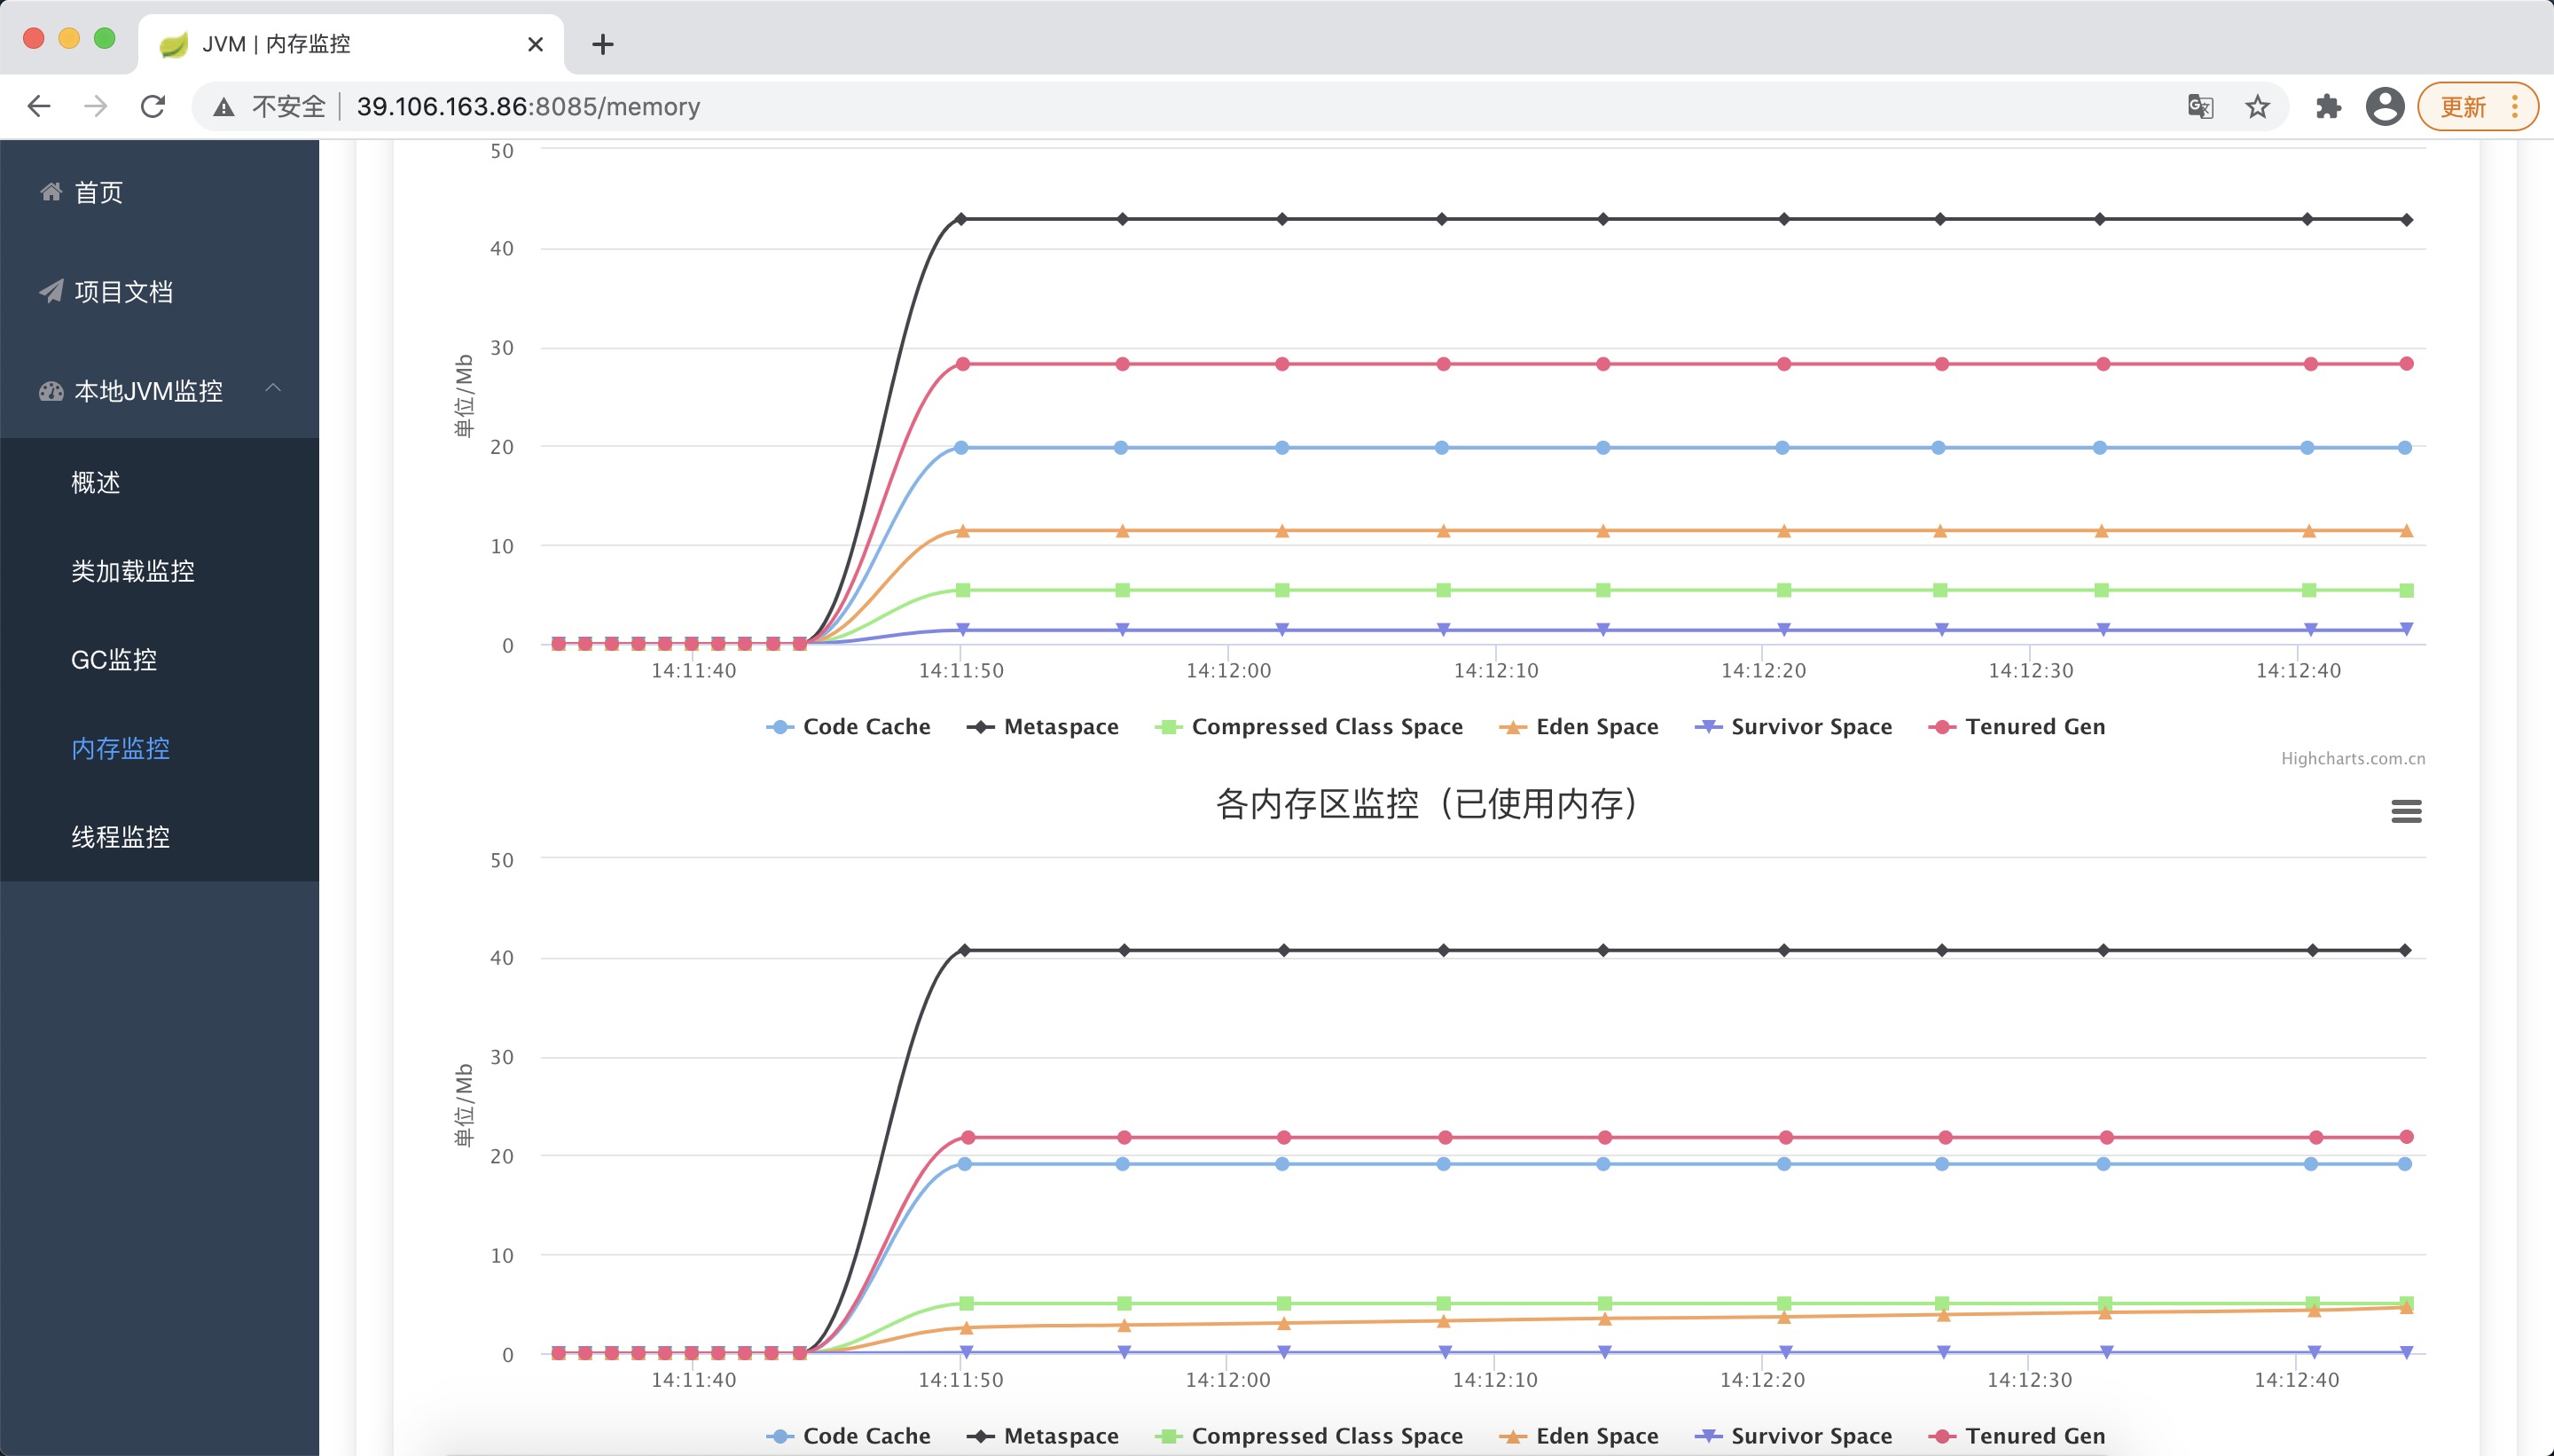 JVM | 内存监控
不安全 39.106.163.86:8085/memory
更新
首页
项目文档
本地JVM监控
概述
类加载监控
GC监控
内存监控
线程监控
50
40
30
20
10
0
单位/Mb
14:11:40 14:11:50 14:12:00 14:12:10 14:12:20 14:12:30 14:12:40
Code Cache Metaspace Compressed Class Space Eden Space Survivor Space Tenured Gen
Highcharts.com.cn
各内存区监控（已使用内存）
50
40
30
20
10
0
单位/Mb
14:11:40 14:11:50 14:12:00 14:12:10 14:12:20 14:12:30 14:12:40
Code Cache Metaspace Compressed Class Space Eden Space Survivor Space Tenured Gen